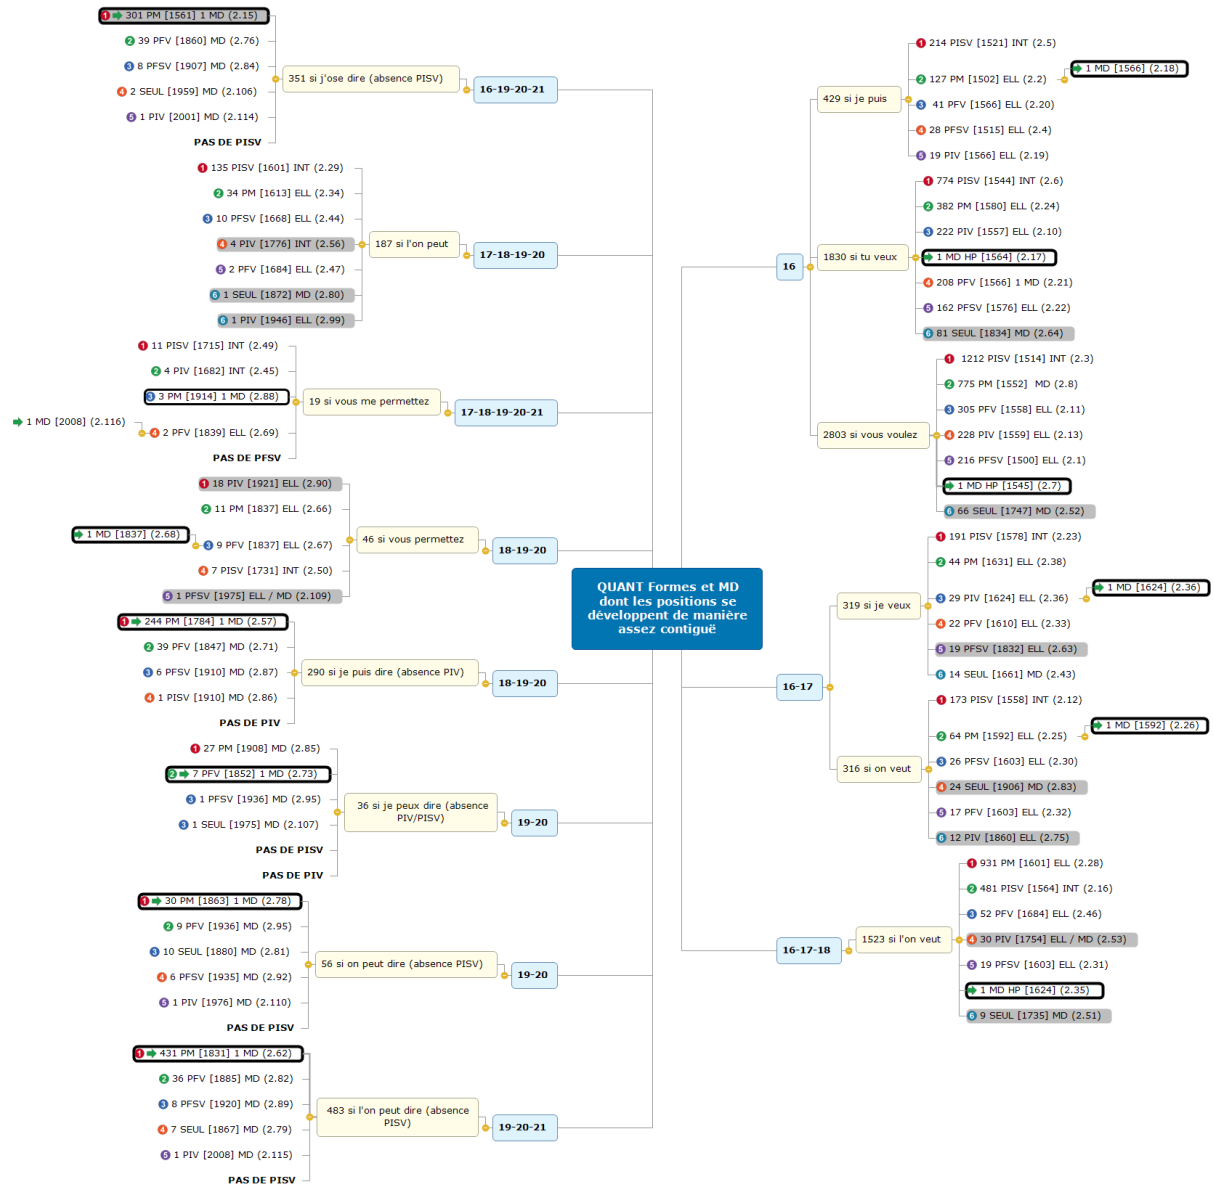 301 PM [1561] 1 MD (2.15)
39 PFV [1860] MD (2.76)
8 PFSV [1907] MD (2.84)
2 SEUL [1959] MD (2.106)
1 PIV [2001] MD (2.114)
PAS DE PISV
351 si j'ose dire (absence PISV)
16-19-20-21
135 PISV [1601] INT (2.29)
34 PM [1613] ELL (2.34)
10 PFSV [1668] ELL (2.44)
4 PIV [1776] INT (2.56)
2 PFV [1684] ELL (2.47)
1 SEUL [1872] MD (2.80)
1 PIV [1946] ELL (2.99)
187 si l'on peut
17-18-19-20
11 PISV [1715] INT (2.49)
4 PIV [1682] INT (2.45)
3 PM [1914] 1 MD (2.88)
1 MD [2008] (2.116)
2 PFV [1839] ELL (2.69)
PAS DE PFSV
19 si vous me permettez
17-18-19-20-21
18 PIV [1921] ELL (2.90)
11 PM [1837] ELL (2.66)
1 MD [1837] (2.68)
9 PFV [1837] ELL (2.67)
7 PISV [1731] INT (2.50)
1 PFSV [1975] ELL / MD (2.109)
46 si vous permettez
18-19-20
244 PM [1784] 1 MD (2.57)
39 PFV [1847] MD (2.71)
6 PFSV [1910] MD (2.87)
1 PISV [1910] MD (2.86)
PAS DE PIV
290 si je puis dire (absence PIV)
18-19-20
27 PM [1908] MD (2.85)
7 PFV [1852] 1 MD (2.73)
1 PFSV [1936] MD (2.95)
1 SEUL [1975] MD (2.107)
PAS DE PISV
PAS DE PIV
36 si je peux dire (absence
PIV/PISV)
19-20
30 PM [1863] 1 MD (2.78)
9 PFV [1936] MD (2.95)
10 SEUL [1880] MD (2.81)
6 PFSV [1935] MD (2.92)
1 PIV [1976] MD (2.110)
PAS DE PISV
56 si on peut dire (absence PISV)
19-20
431 PM [1831] 1 MD (2.62)
36 PFV [1885] MD (2.82)
8 PFSV [1920] MD (2.89)
7 SEUL [1867] MD (2.79)
1 PIV [2008] MD (2.115)
PAS DE PISV
483 si l'on peut dire (absence
PISV)
19-20-21
QUANT Formes et MD
dont les positions se
développent de manière
assez contiguë
16
429 si je puis
214 PISV [1521] INT (2.5)
127 PM [1502] ELL (2.2)
1 MD [1566] (2.18)
41 PFV [1566] ELL (2.20)
28 PFSV [1515] ELL (2.4)
19 PIV [1566] ELL (2.19)
1830 si tu veux
774 PISV [1544] INT (2.6)
382 PM [1580] ELL (2.24)
222 PIV [1557] ELL (2.10)
1 MD HP [1564] (2.17)
208 PFV [1566] 1 MD (2.21)
162 PFSV [1576] ELL (2.22)
81 SEUL [1834] MD (2.64)
2803 si vous voulez
1212 PISV [1514] INT (2.3)
775 PM [1552] MD (2.8)
305 PFV [1558] ELL (2.11)
228 PIV [1559] ELL (2.13)
216 PFSV [1500] ELL (2.1)
1 MD HP [1545] (2.7)
66 SEUL [1747] MD (2.52)
16-17
319 si je veux
191 PISV [1578] INT (2.23)
44 PM [1631] ELL (2.38)
29 PIV [1624] ELL (2.36)
1 MD [1624] (2.36)
22 PFV [1610] ELL (2.33)
19 PFSV [1832] ELL (2.63)
14 SEUL [1661] MD (2.43)
316 si on veut
173 PISV [1558] INT (2.12)
64 PM [1592] ELL (2.25)
1 MD [1592] (2.26)
26 PFSV [1603] ELL (2.30)
24 SEUL [1906] MD (2.83)
17 PFV [1603] ELL (2.32)
12 PIV [1860] ELL (2.75)
16-17-18
1523 si l'on veut
931 PM [1601] ELL (2.28)
481 PISV [1564] INT (2.16)
52 PFV [1684] ELL (2.46)
30 PIV [1754] ELL / MD (2.53)
19 PFSV [1603] ELL (2.31)
1 MD HP [1624] (2.35)
9 SEUL [1735] MD (2.51)